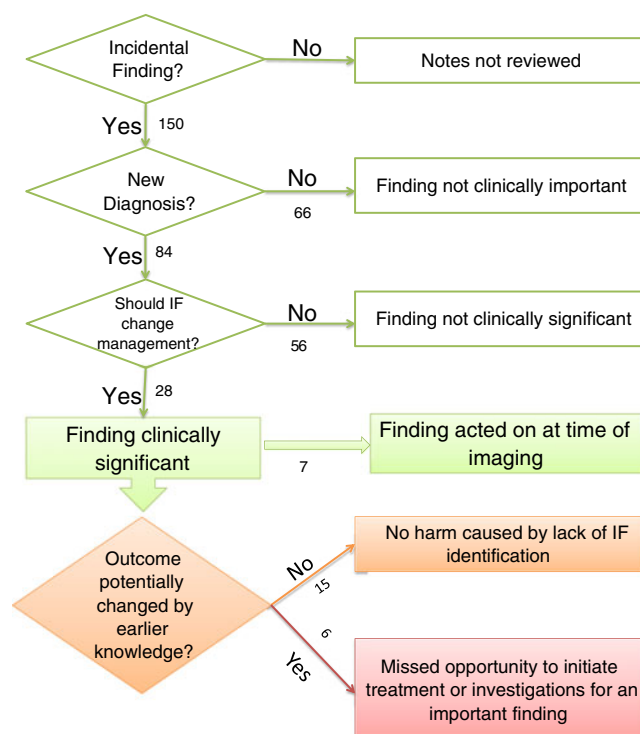 Incidental
Finding?
No
Notes not reviewed
Yes 150
New
Diagnosis?
No
66
Finding not clinically important
Yes 84
Should IF
change
management?
No
56
Finding not clinically significant
Yes 28
Finding clinically
significant
7
Finding acted on at time of
imaging
Outcome
potentially
changed by
earlier
knowledge?
No
15
No harm caused by lack of IF
identification
6
Yes
Missed opportunity to initiate
treatment or investigations for an
important finding